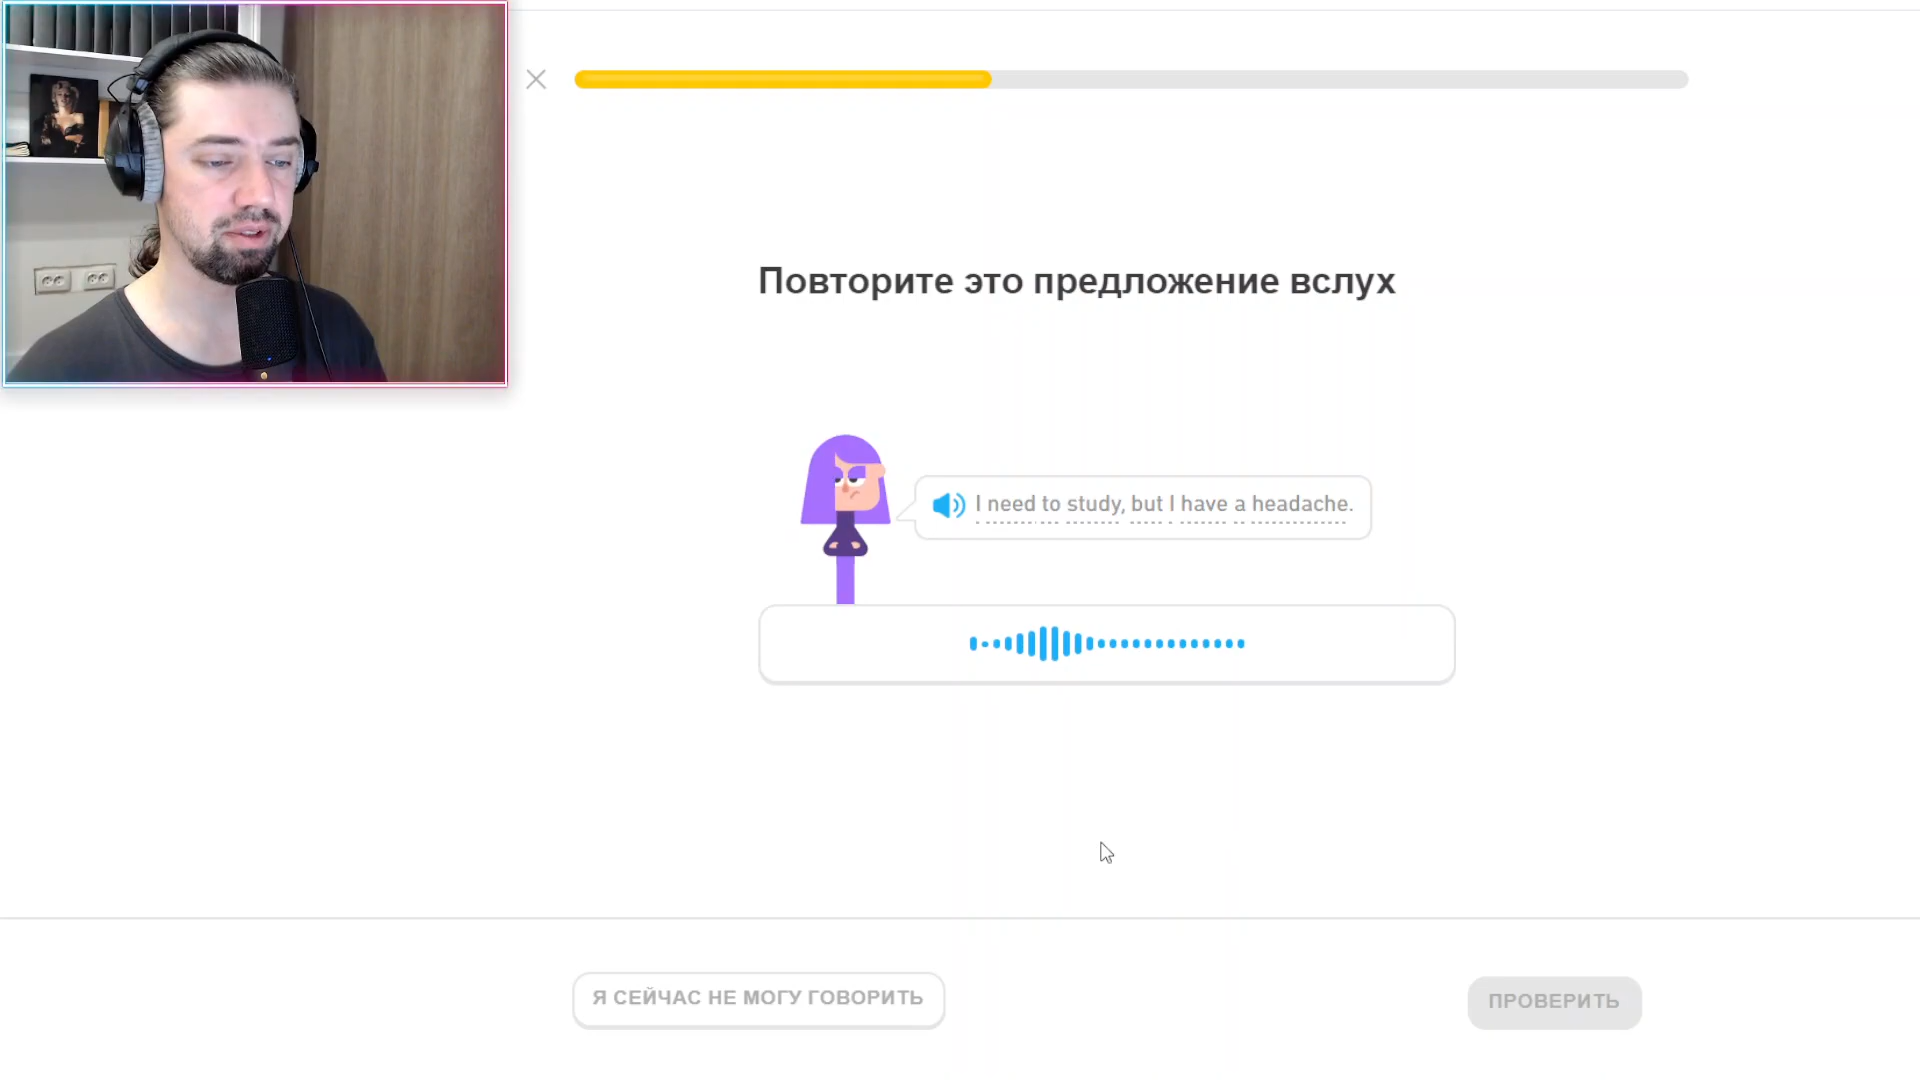 Повторите это предложение вслух
I need to study, but I have a headache.
Я СЕЙЧАС НЕ МОГУ ГОВОРИТЬ
ПРОВЕРИТЬ